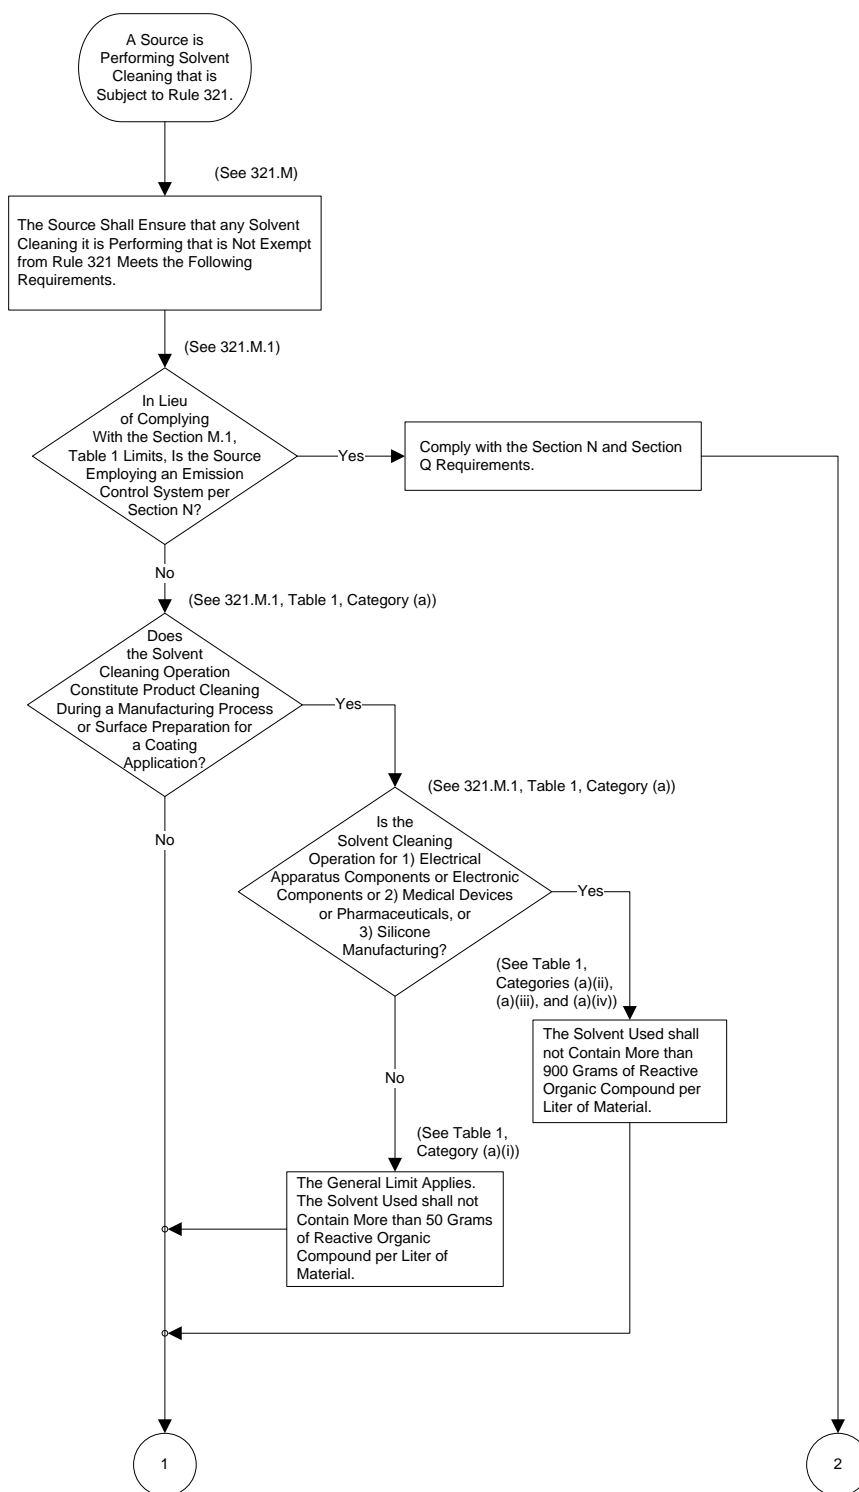 A Source is
Performing Solvent
Cleaning that is
Subject to Rule 321.
(See 321.M)
The Source Shall Ensure that any Solvent
Cleaning it is Performing that is Not Exempt
from Rule 321 Meets the Following
Requirements.
(See 321.M.1)
In Lieu
of Complying
With the Section M.1,
Table 1 Limits, Is the Source
Employing an Emission
Control System per
Section N?
Yes
Comply with the Section N and Section
Q Requirements.
No
(See 321.M.1, Table 1, Category (a))
Does
the Solvent
Cleaning Operation
Constitute Product Cleaning
During a Manufacturing Process
or Surface Preparation for
a Coating
Application?
Yes
No
(See 321.M.1, Table 1, Category (a))
Is the
Solvent Cleaning
Operation for 1) Electrical
Apparatus Components or Electronic
Components or 2) Medical Devices
or Pharmaceuticals, or
3) Silicone
Manufacturing?
Yes
(See Table 1,
Categories (a)(ii),
(a)(iii), and (a)(iv))
The Solvent Used shall
not Contain More than
900 Grams of Reactive
Organic Compound per
Liter of Material.
No
(See Table 1,
Category (a)(i))
The General Limit Applies.
The Solvent Used shall not
Contain More than 50 Grams
of Reactive Organic
Compound per Liter of
Material.
1
2